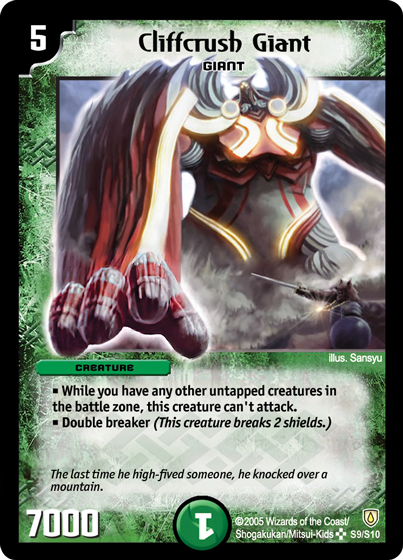 5
Cliffcrush Giant
GIANT
illus. Sansyu
CREATURE
▪ While you have any other untapped creatures in
the battle zone, this creature can't attack.
▪ Double breaker (This creature breaks 2 shields.)
The last time he high-fived someone, he knocked over a
mountain.
7000
©2005 Wizards of the Coast/
Shogakukan/Mitsui-Kids S9/S10